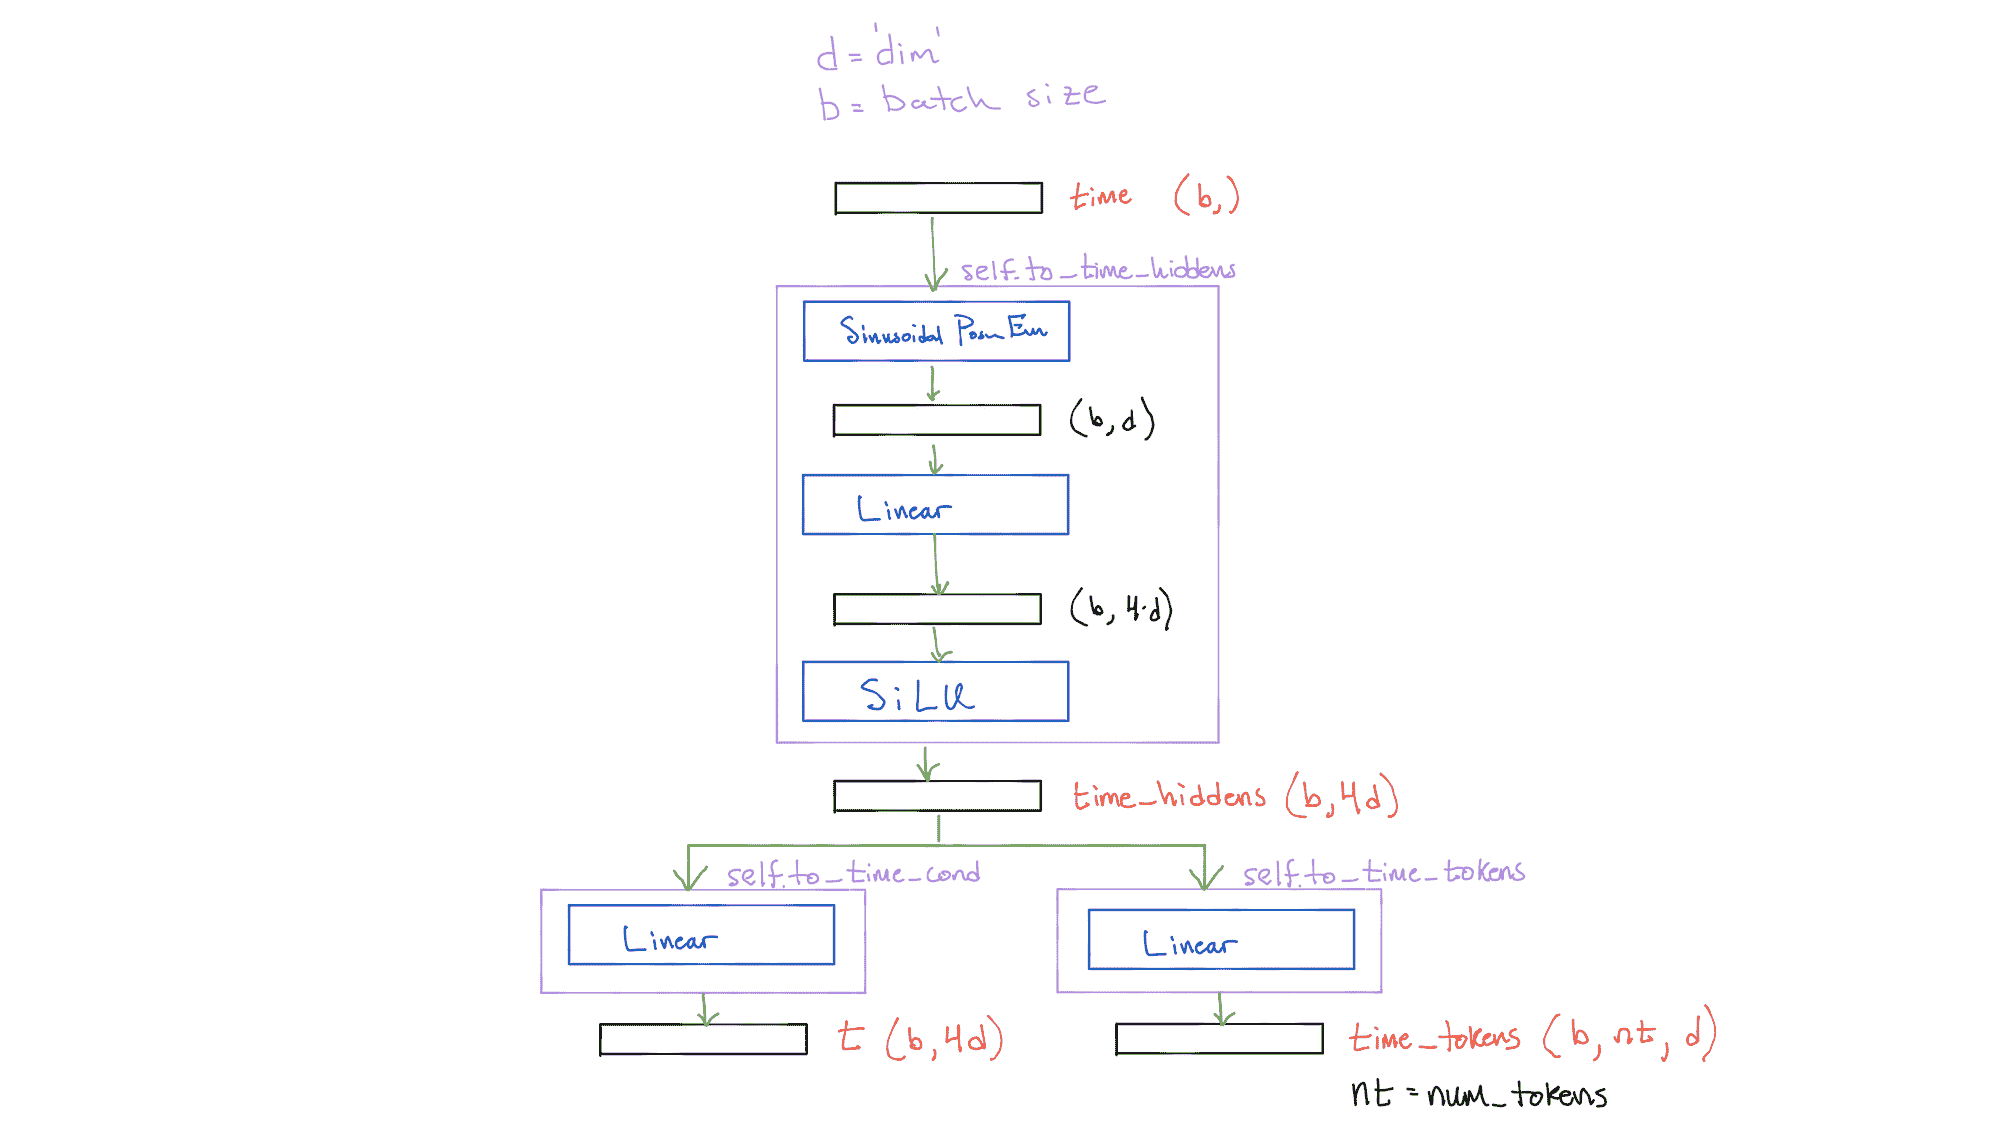 d = 'dim'
b = batch size
time (b,)
self.to_time_hiddens
Sinusoidal Posn Em
(b, d)
Linear
(b, 4·d)
SiLU
time_hiddens (b, 4d)
self.to_time_cond
self.to_time_tokens
Linear
Linear
t (b, 4d)
time_tokens (b, nt, d)
nt = num_tokens